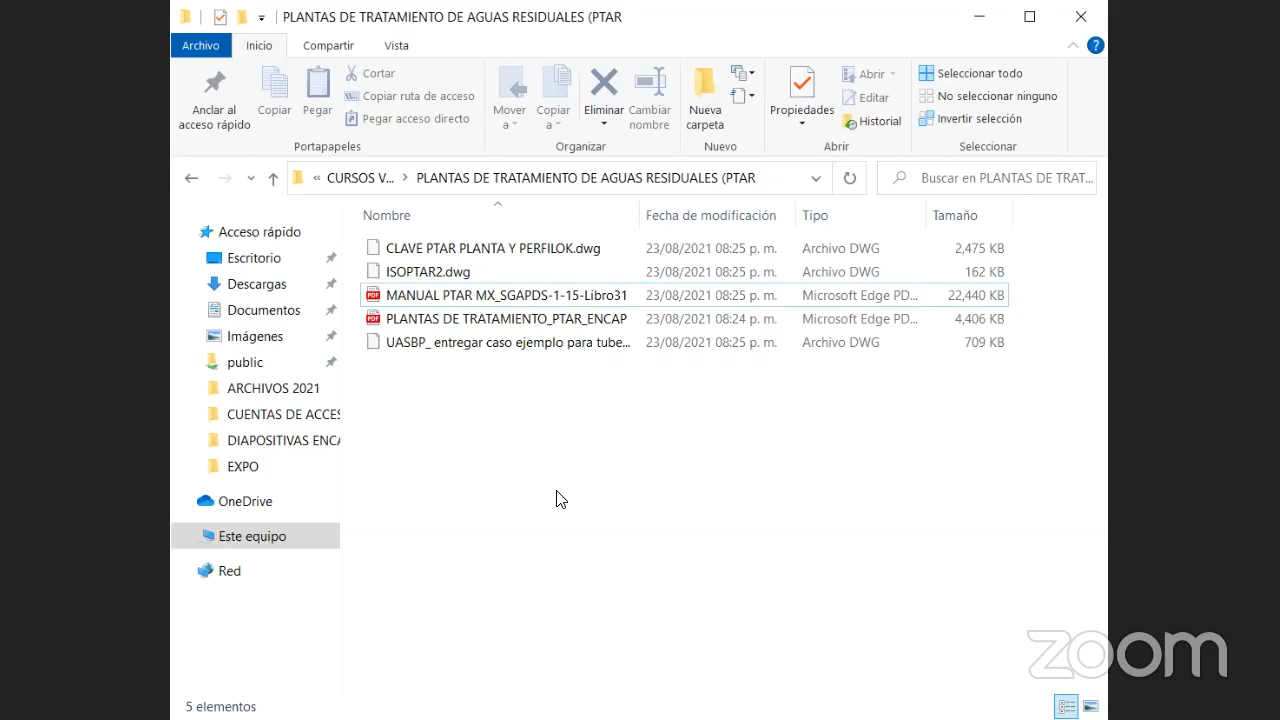 PLANTAS DE TRATAMIENTO DE AGUAS RESIDUALES (PTAR
Archivo Inicio Compartir Vista ?
Anclar al acceso rápido
Copiar
Pegar
Cortar
Copiar ruta de acceso
Pegar acceso directo
Portapapeles
Mover a
Copiar a
Eliminar
Cambiar nombre
Organizar
Nueva carpeta
Nuevo
Propiedades
Abrir
Editar
Historial
Abrir
Seleccionar todo
No seleccionar ninguno
Invertir selección
Seleccionar
« CURSOS V... PLANTAS DE TRATAMIENTO DE AGUAS RESIDUALES (PTAR
Buscar en PLANTAS DE TRAT...
Acceso rápido
Escritorio
Descargas
Documentos
Imágenes
public
ARCHIVOS 2021
CUENTAS DE ACCES
DIAPOSITIVAS ENCA
EXPO
OneDrive
Este equipo
Red
Nombre Fecha de modificación Tipo Tamaño
CLAVE PTAR PLANTA Y PERFILOK.dwg 23/08/2021 08:25 p. m. Archivo DWG 2,475 KB
ISOPTAR2.dwg 23/08/2021 08:25 p. m. Archivo DWG 162 KB
MANUAL PTAR MX_SGAPDS-1-15-Libro31 23/08/2021 08:25 p. m. Microsoft Edge PD... 22,440 KB
PLANTAS DE TRATAMIENTO_PTAR_ENCAP 23/08/2021 08:24 p. m. Microsoft Edge PD... 4,406 KB
UASBP_ entregar caso ejemplo para tube... 23/08/2021 08:25 p. m. Archivo DWG 709 KB
5 elementos
zoom